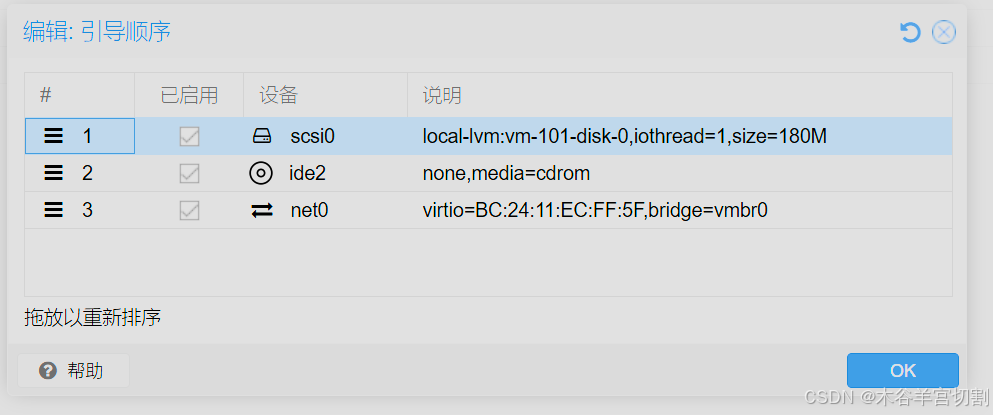 编辑: 引导顺序
# 已启用 设备 说明
1 scsi0 local-lvm:vm-101-disk-0,iothread=1,size=180M
2 ide2 none,media=cdrom
3 net0 virtio=BC:24:11:EC:FF:5F,bridge=vmbr0
拖放以重新排序
帮助 OK
CSDN @木谷羊宫切割